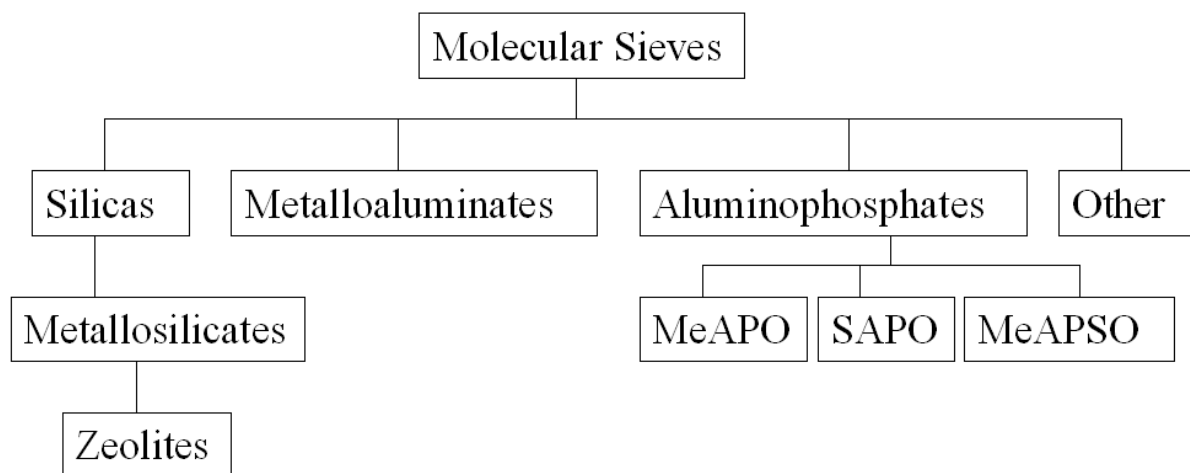 Molecular Sieves
Silicas
Metalloaluminates
Aluminophosphates
Other
Metallosilicates
MeAPO
SAPO
MeAPSO
Zeolites